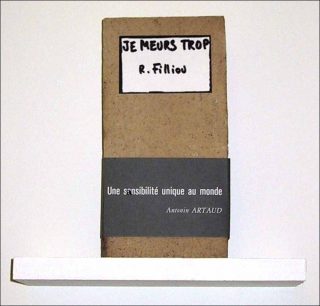 JE MEURS TROP
R. Filliou
Une sensibilité unique au monde
Antonin ARTAUD